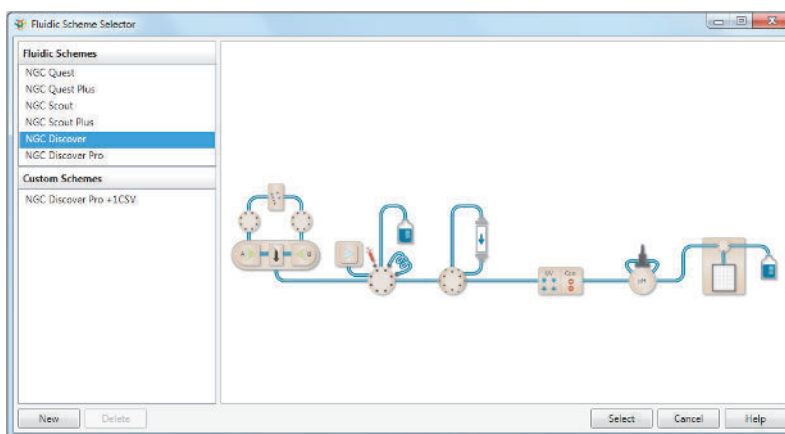 Fluidic Scheme Selector
Fluidic Schemes
NGC Quest
NGC Quest Plus
NGC Scout
NGC Scout Plus
NGC Discover
NGC Discover Pro
Custom Schemes
NGC Discover Pro +1CSV
A
B
UV
Con
pH
New
Delete
Select
Cancel
Help